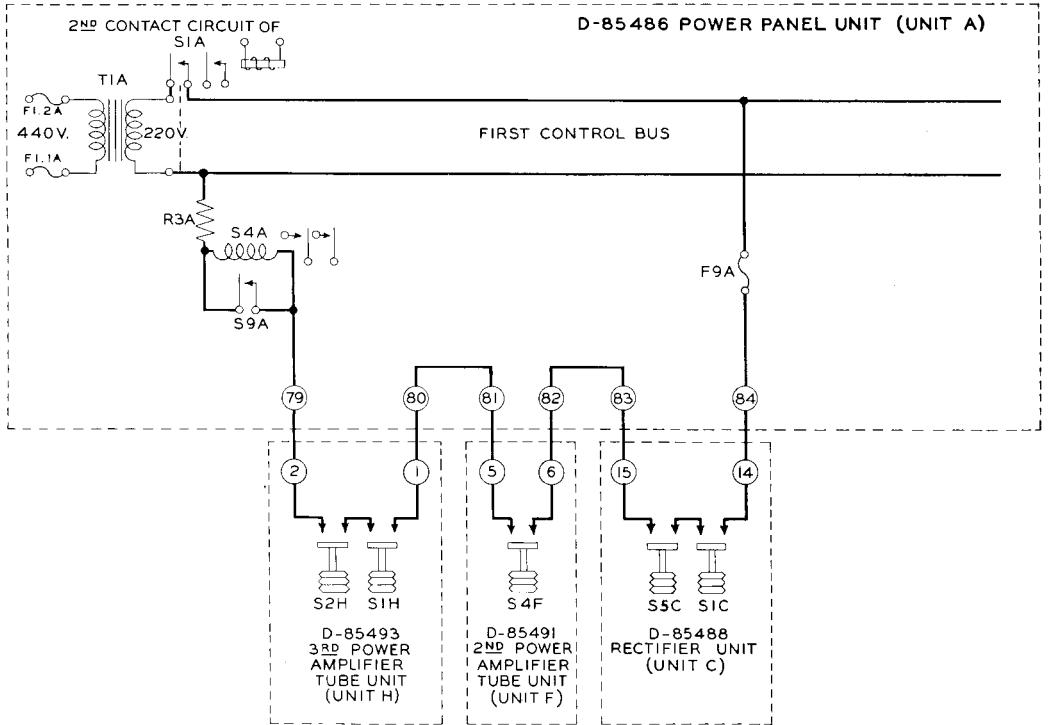 2ND CONTACT CIRCUIT OF
S1A
D-85486 POWER PANEL UNIT (UNIT A)
T1A
F1.2A
440V.
220V.
F1.1A
FIRST CONTROL BUS
R3A
S4A
S9A
F9A
79
80
81
82
83
84
2
1
5
6
15
14
S2H
S1H
S4F
S5C
S1C
D-85493
3RD POWER
AMPLIFIER
TUBE UNIT
(UNIT H)
D-85491
2ND POWER
AMPLIFIER
TUBE UNIT
(UNIT F)
D-85488
RECTIFIER UNIT
(UNIT C)